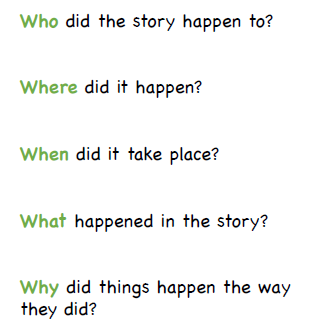 Who did the story happen to?
Where did it happen?
When did it take place?
What happened in the story?
Why did things happen the way
they did?